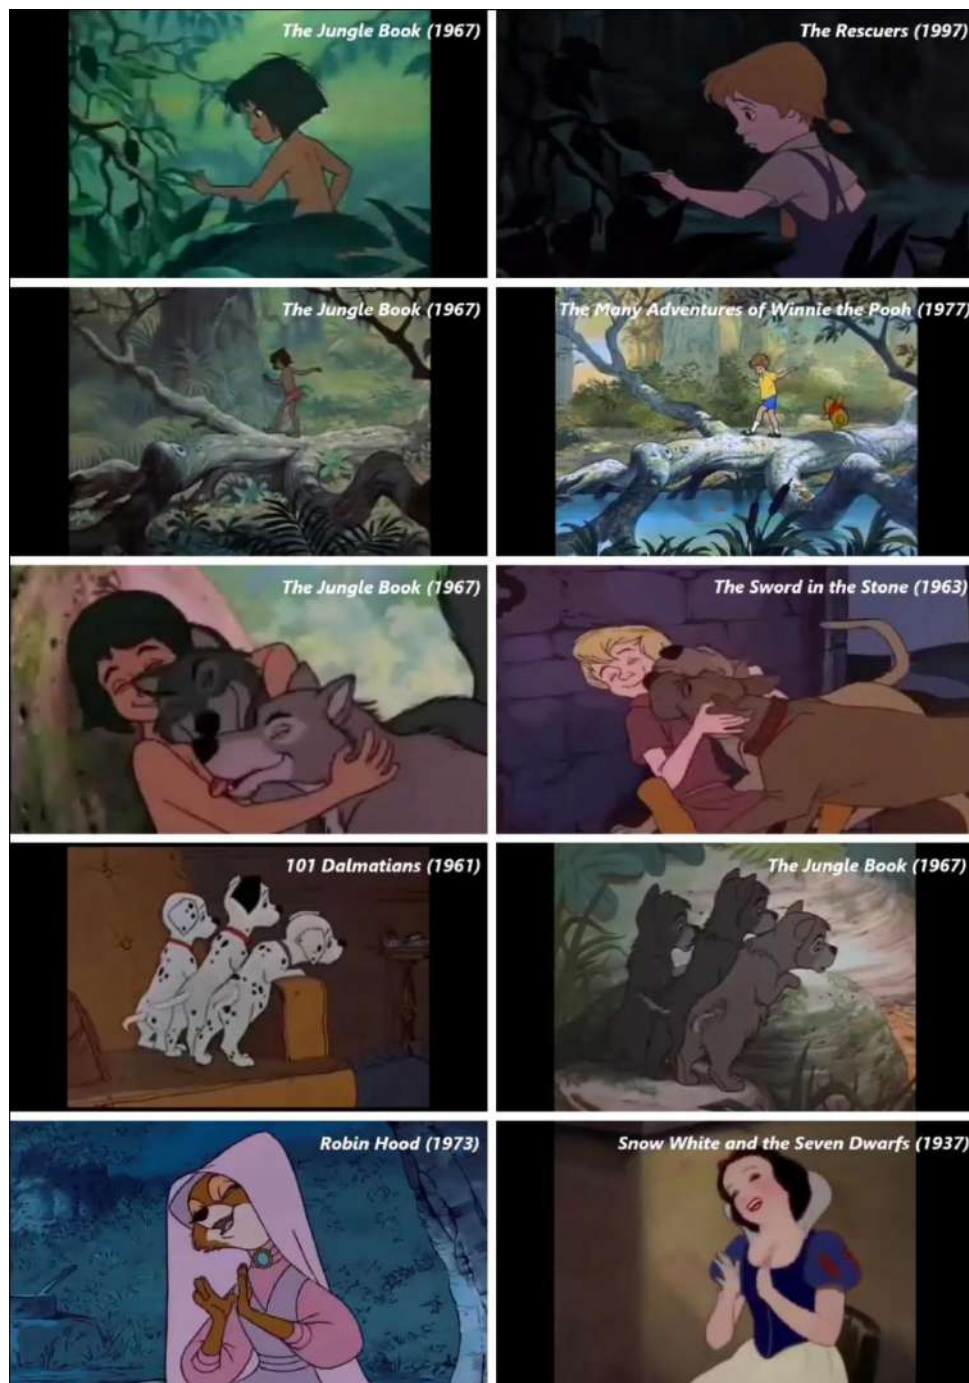 The Jungle Book (1967)
The Rescuers (1997)
The Jungle Book (1967)
The Many Adventures of Winnie the Pooh (1977)
The Jungle Book (1967)
The Sword in the Stone (1963)
101 Dalmatians (1961)
The Jungle Book (1967)
Robin Hood (1973)
Snow White and the Seven Dwarfs (1937)